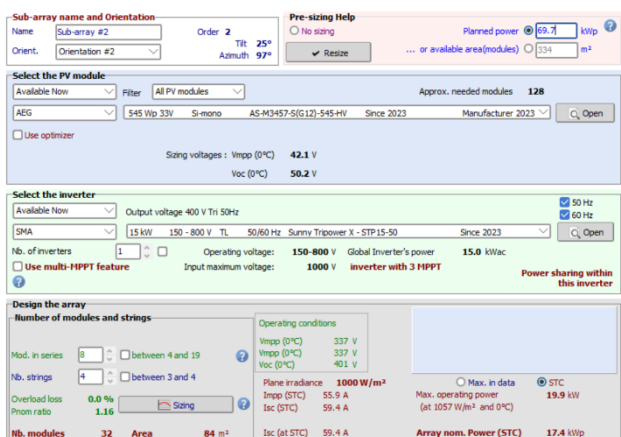 Sub-array name and Orientation
Name Sub-array #2 Order 2
Orient. Orientation #2 Tilt 25°
Azimuth 97°
Pre-sizing Help
No sizing Planned power 69.7 kWp
Resize ... or available area(modules) 334 m²
Select the PV module
Available Now Filter All PV modules Approx. needed modules 128
AEG 545 Wp 33V Si-mono AS-M3457-S(G12)-545-HV Since 2023 Manufacturer 2023 Open
Use optimizer
Sizing voltages : Vmpp (0°C) 42.1 V
Voc (0°C) 50.2 V
Select the inverter
50 Hz
Available Now Output voltage 400 V Tri 50Hz 60 Hz
SMA 15 kW 150 - 800 V TL 50/60 Hz Sunny Tripower X - STP 15-50 Since 2023 Open
Nb. of inverters 1 Operating voltage: 150-800 V Global Inverter's power 15.0 kWac
Use multi-MPPT feature Input maximum voltage: 1000 V inverter with 3 MPPT
Power sharing within
this inverter
Design the array
Number of modules and strings
Mod. in series 8 between 4 and 19
Nb. strings 4 between 3 and 4
Overload loss 0.0 %
Pnom ratio 1.16 Sizing
Nb. modules 32 Area 84 m²
Operating conditions
Vmpp (0°C) 337 V
Vmpp (0°C) 337 V
Voc (0°C) 401 V
Plane irradiance 1000 W/m²
Impp (STC) 55.9 A
Isc (STC) 59.4 A
Isc (at STC) 59.4 A
Max. in data STC
Max. operating power 19.9 kW
(at 1057 W/m² and 0°C)
Array nom. Power (STC) 17.4 kWp